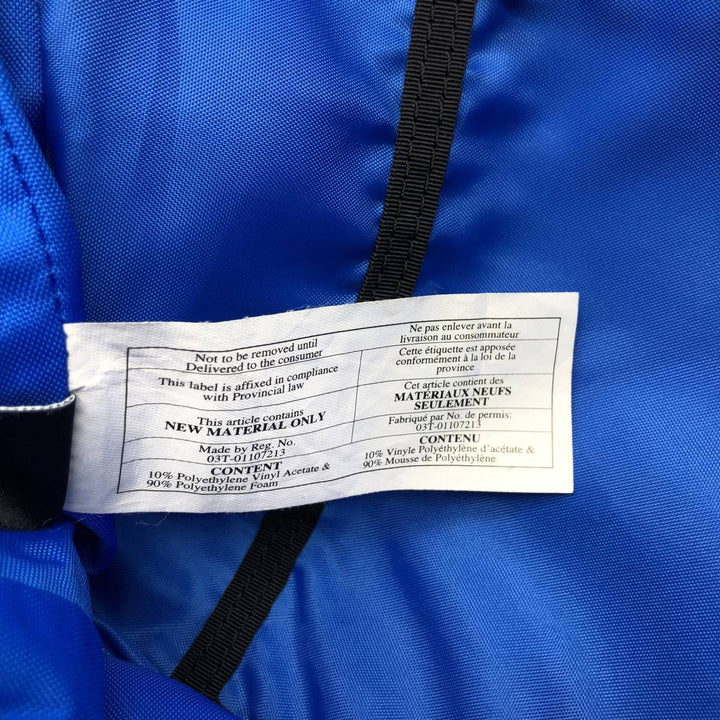 Not to be removed until
Delivered to the consumer
This label is affixed in compliance
with Provincial law
This article contains
NEW MATERIAL ONLY
Made by Reg. No.
03T-01107213
CONTENT
10% Polyethylene Vinyl Acetate &
90% Polyethylene Foam
Ne pas enlever avant la
livraison au consommateur
Cette étiquette est apposée
conformément à la loi de la
province
Cet article contient des
MATÉRIAUX NEUFS
SEULEMENT
Fabriqué par No. de permis:
03T-01107213
CONTENU
10% Vinyle Polyéthylène d'acétate &
90% Mousse de Polyéthylène